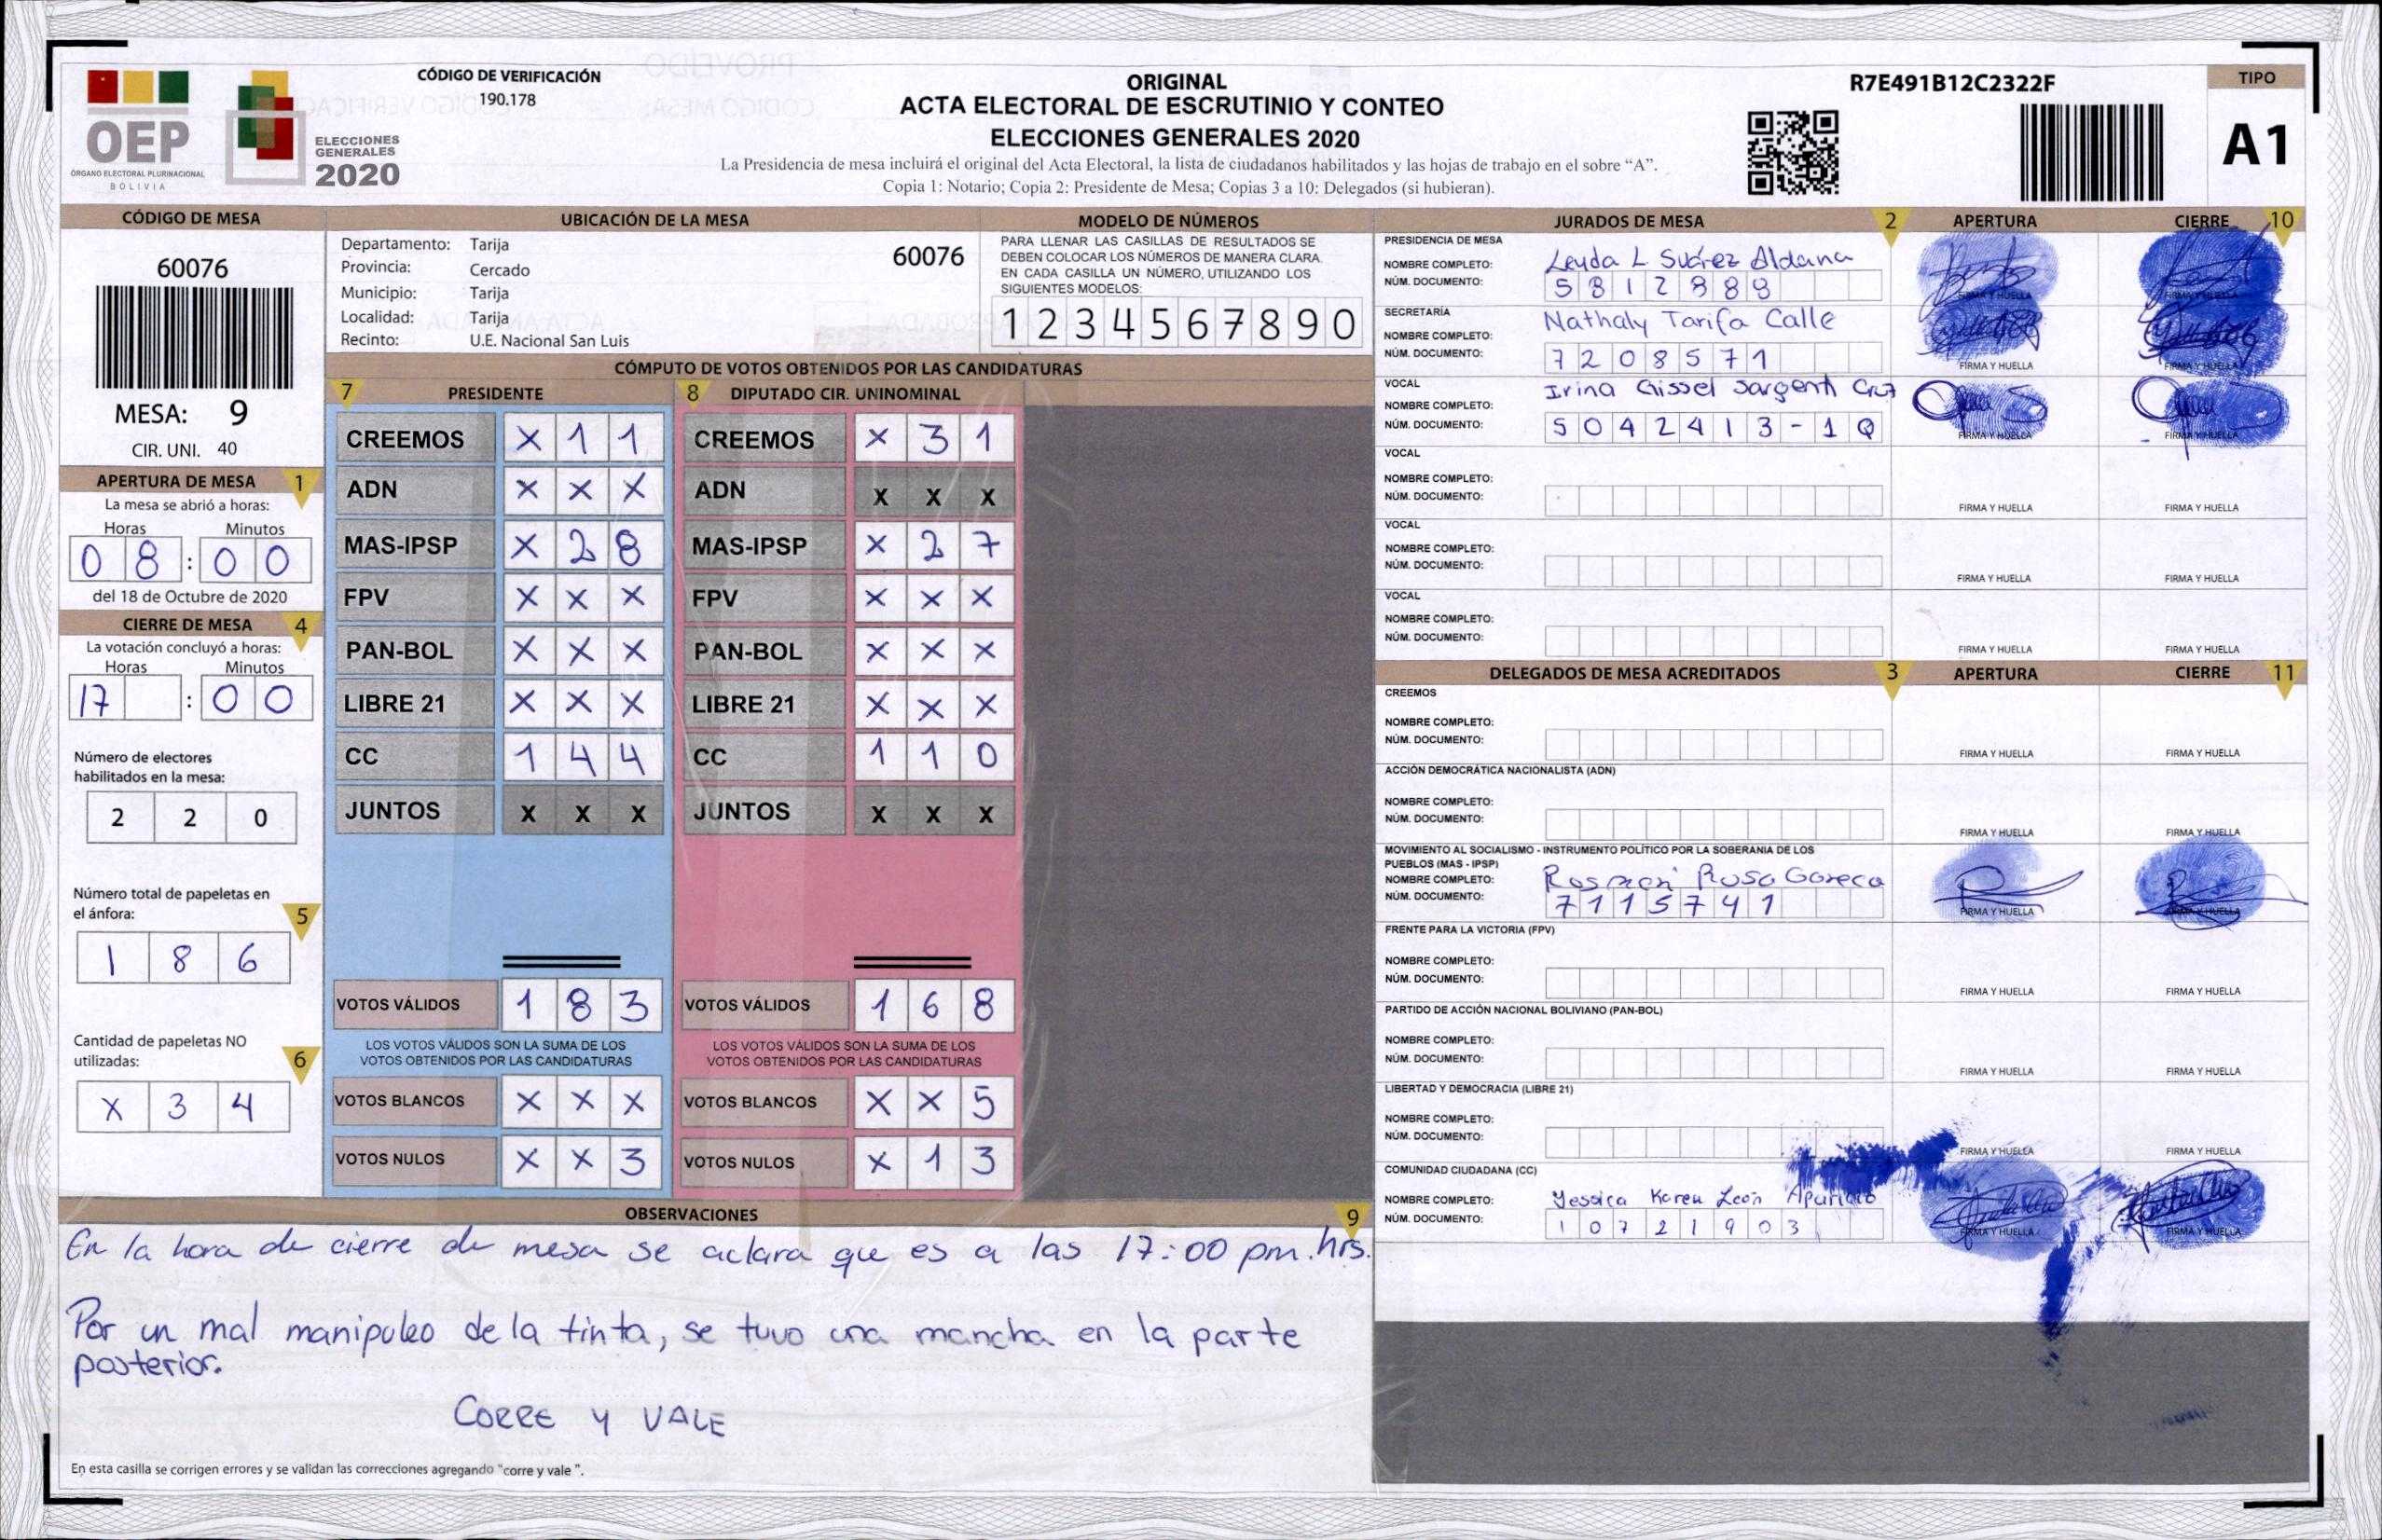 CÓDIGO DE VERIFICACIÓN
190.178
OEP
ÓRGANO ELECTORAL PLURINACIONAL
BOLIVIA
ELECCIONES
GENERALES
2020
ORIGINAL
ACTA ELECTORAL DE ESCRUTINIO Y CONTEO
ELECCIONES GENERALES 2020
La Presidencia de mesa incluirá el original del Acta Electoral, la lista de ciudadanos habilitados y las hojas de trabajo en el sobre “A”.
Copia 1: Notario; Copia 2: Presidente de Mesa; Copias 3 a 10: Delegados (si hubieran).
R7E491B12C2322F
TIPO
A1
CÓDIGO DE MESA
60076
MESA: 9
CIR. UNI. 40
APERTURA DE MESA 1
La mesa se abrió a horas:
Horas Minutos
0 8 : 0 0
del 18 de Octubre de 2020
CIERRE DE MESA 4
La votación concluyó a horas:
Horas Minutos
17 : 0 0
Número de electores
habilitados en la mesa:
2 2 0
Número total de papeletas en
el ánfora: 5
1 8 6
Cantidad de papeletas NO
utilizadas: 6
X 3 4
UBICACIÓN DE LA MESA
Departamento: Tarija 60076
Provincia: Cercado
Municipio: Tarija
Localidad: Tarija
Recinto: U.E. Nacional San Luis
MODELO DE NÚMEROS
PARA LLENAR LAS CASILLAS DE RESULTADOS SE
DEBEN COLOCAR LOS NÚMEROS DE MANERA CLARA.
EN CADA CASILLA UN NÚMERO, UTILIZANDO LOS
SIGUIENTES MODELOS:
1 2 3 4 5 6 7 8 9 0
CÓMPUTO DE VOTOS OBTENIDOS POR LAS CANDIDATURAS
7 PRESIDENTE 8 DIPUTADO CIR. UNINOMINAL
CREEMOS X 1 1 CREEMOS X 3 1
ADN X X X ADN X X X
MAS-IPSP X 2 8 MAS-IPSP X 2 7
FPV X X X FPV X X X
PAN-BOL X X X PAN-BOL X X X
LIBRE 21 X X X LIBRE 21 X X X
CC 1 4 4 CC 1 1 0
JUNTOS X X X JUNTOS X X X
VOTOS VÁLIDOS 1 8 3 VOTOS VÁLIDOS 1 6 8
LOS VOTOS VÁLIDOS SON LA SUMA DE LOS LOS VOTOS VÁLIDOS SON LA SUMA DE LOS
VOTOS OBTENIDOS POR LAS CANDIDATURAS VOTOS OBTENIDOS POR LAS CANDIDATURAS
VOTOS BLANCOS X X X VOTOS BLANCOS X X 5
VOTOS NULOS X X 3 VOTOS NULOS X 1 3
OBSERVACIONES 9
En la hora de cierre de mesa se aclara que es a las 17:00 pm. hrs.
Por un mal manipuleo de la tinta, se tuvo una mancha en la parte
posterior.
CORRE Y VALE
En esta casilla se corrigen errores y se validan las correcciones agregando "corre y vale ".
JURADOS DE MESA 2 APERTURA CIERRE 10
PRESIDENCIA DE MESA
NOMBRE COMPLETO: Leyda L Suárez Aldana
NÚM. DOCUMENTO: 5 8 1 2 8 8 8
FIRMA Y HUELLA FIRMA Y HUELLA
SECRETARÍA
NOMBRE COMPLETO: Nathaly Tarifa Calle
NÚM. DOCUMENTO: 7 2 0 8 5 7 1
FIRMA Y HUELLA FIRMA Y HUELLA
VOCAL
NOMBRE COMPLETO: Irina Gissel Sargenti Cruz
NÚM. DOCUMENTO: 5 0 4 2 4 1 3 - 1 Q
FIRMA Y HUELLA FIRMA Y HUELLA
VOCAL
NOMBRE COMPLETO:
NÚM. DOCUMENTO:
FIRMA Y HUELLA FIRMA Y HUELLA
VOCAL
NOMBRE COMPLETO:
NÚM. DOCUMENTO:
FIRMA Y HUELLA FIRMA Y HUELLA
VOCAL
NOMBRE COMPLETO:
NÚM. DOCUMENTO:
FIRMA Y HUELLA FIRMA Y HUELLA
DELEGADOS DE MESA ACREDITADOS 3 APERTURA CIERRE 11
CREEMOS
NOMBRE COMPLETO:
NÚM. DOCUMENTO:
FIRMA Y HUELLA FIRMA Y HUELLA
ACCIÓN DEMOCRÁTICA NACIONALISTA (ADN)
NOMBRE COMPLETO:
NÚM. DOCUMENTO:
FIRMA Y HUELLA FIRMA Y HUELLA
MOVIMIENTO AL SOCIALISMO - INSTRUMENTO POLÍTICO POR LA SOBERANIA DE LOS
PUEBLOS (MAS - IPSP)
NOMBRE COMPLETO: Rosa Gareca
NÚM. DOCUMENTO: 7 1 1 5 7 4 1
FIRMA Y HUELLA FIRMA Y HUELLA
FRENTE PARA LA VICTORIA (FPV)
NOMBRE COMPLETO:
NÚM. DOCUMENTO:
FIRMA Y HUELLA FIRMA Y HUELLA
PARTIDO DE ACCIÓN NACIONAL BOLIVIANO (PAN-BOL)
NOMBRE COMPLETO:
NÚM. DOCUMENTO:
FIRMA Y HUELLA FIRMA Y HUELLA
LIBERTAD Y DEMOCRACIA (LIBRE 21)
NOMBRE COMPLETO:
NÚM. DOCUMENTO:
FIRMA Y HUELLA FIRMA Y HUELLA
COMUNIDAD CIUDADANA (CC)
NOMBRE COMPLETO: Yessica Karen León Aparicio
NÚM. DOCUMENTO: 1 0 7 2 1 9 0 3
FIRMA Y HUELLA FIRMA Y HUELLA